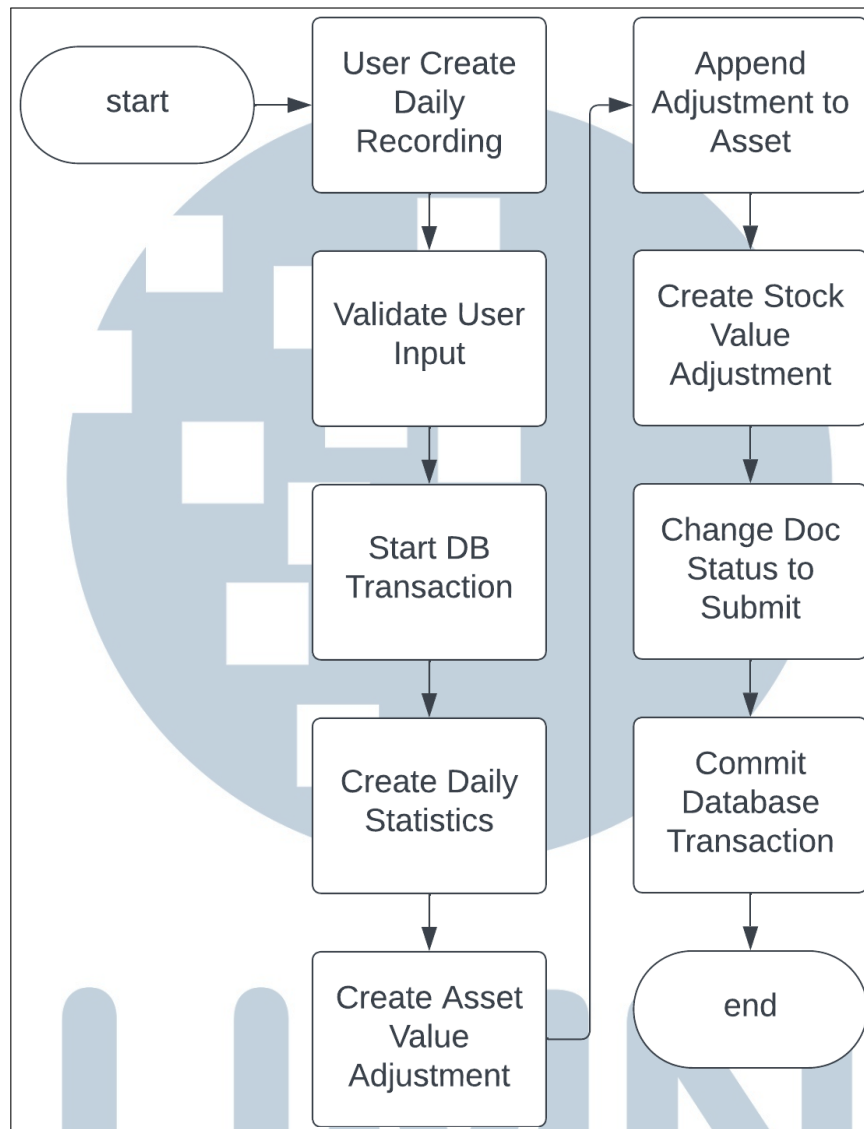 start
User Create
Daily
Recording
Validate User
Input
Start DB
Transaction
Create Daily
Statistics
Create Asset
Value
Adjustment
Append
Adjustment to
Asset
Create Stock
Value
Adjustment
Change Doc
Status to
Submit
Commit
Database
Transaction
end